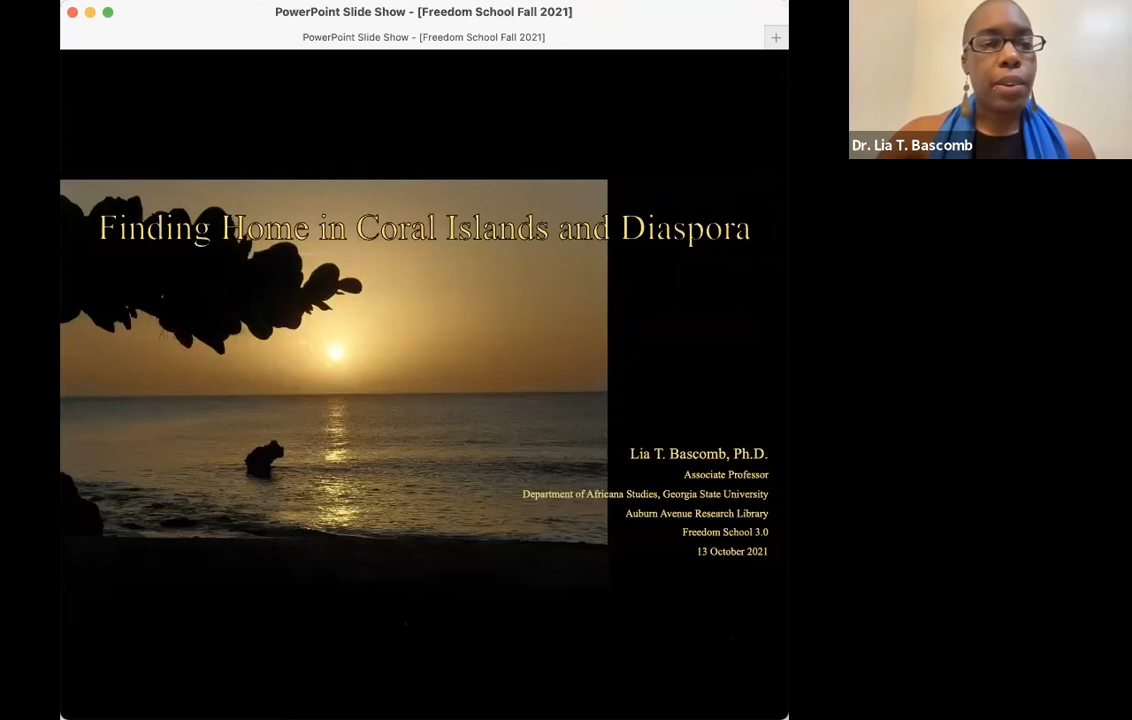 PowerPoint Slide Show - [Freedom School Fall 2021]
PowerPoint Slide Show - [Freedom School Fall 2021]
+
Dr. Lia T. Bascomb
Finding Home in Coral Islands and Diaspora
Lia T. Bascomb, Ph.D.
Associate Professor
Department of Africana Studies, Georgia State University
Auburn Avenue Research Library
Freedom School 3.0
13 October 2021